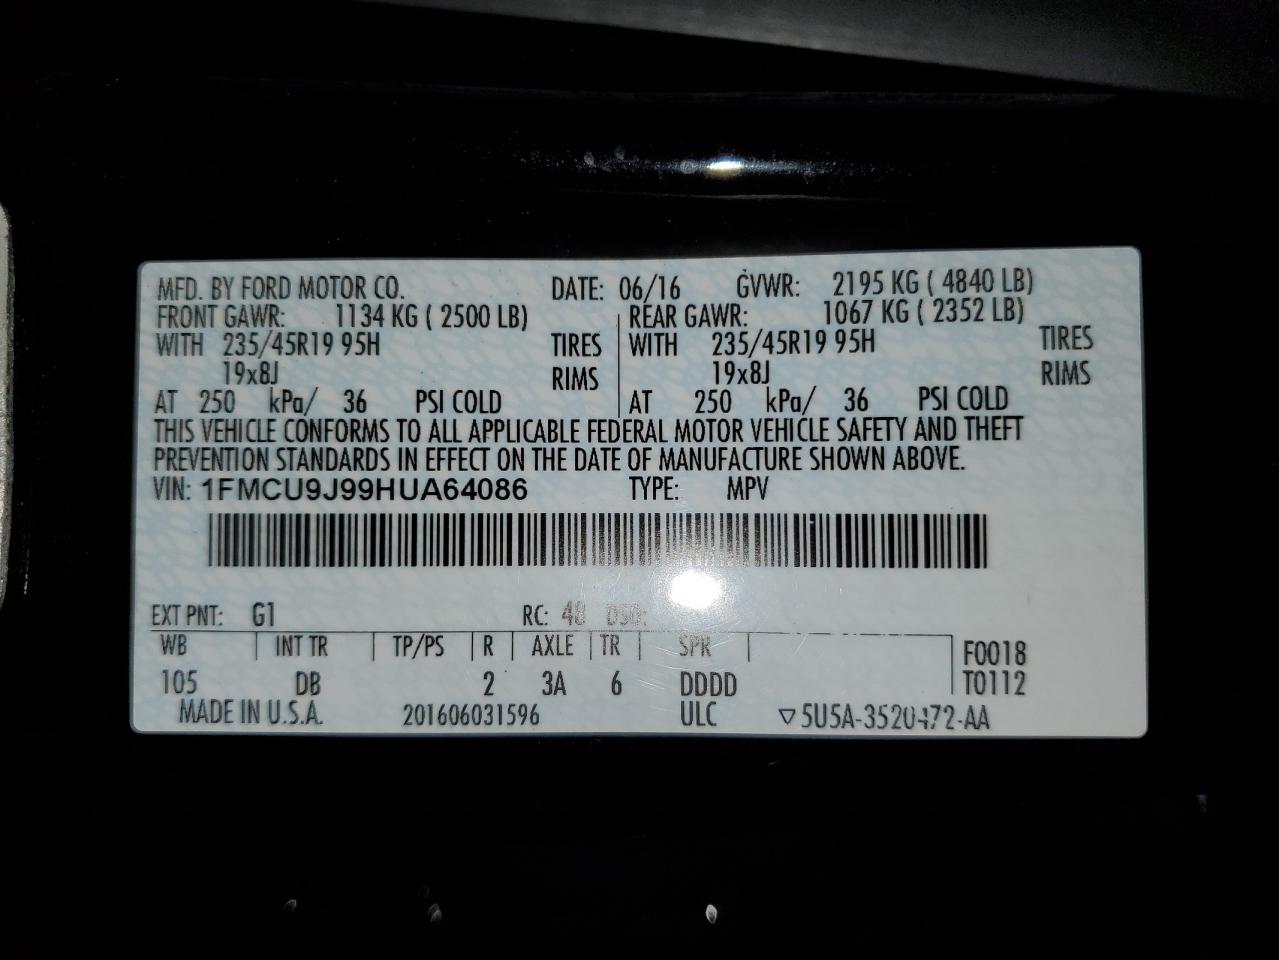 MFD. BY FORD MOTOR CO. DATE: 06/16 GVWR: 2195 KG ( 4840 LB)
FRONT GAWR: 1134 KG ( 2500 LB) REAR GAWR: 1067 KG ( 2352 LB)
WITH 235/45R19 95H TIRES WITH 235/45R19 95H TIRES
19x8J RIMS 19x8J RIMS
AT 250 kPa/ 36 PSI COLD AT 250 kPa/ 36 PSI COLD
THIS VEHICLE CONFORMS TO ALL APPLICABLE FEDERAL MOTOR VEHICLE SAFETY AND THEFT
PREVENTION STANDARDS IN EFFECT ON THE DATE OF MANUFACTURE SHOWN ABOVE.
VIN: 1FMCU9J99HUA64086 TYPE: MPV
EXT PNT: G1 RC: 48 DSO:
WB INT TR TP/PS R AXLE TR SPR F0018
105 DB 2 3A 6 DDDD T0112
MADE IN U.S.A. 201606031596 ULC ▽5U5A-3520472-AA